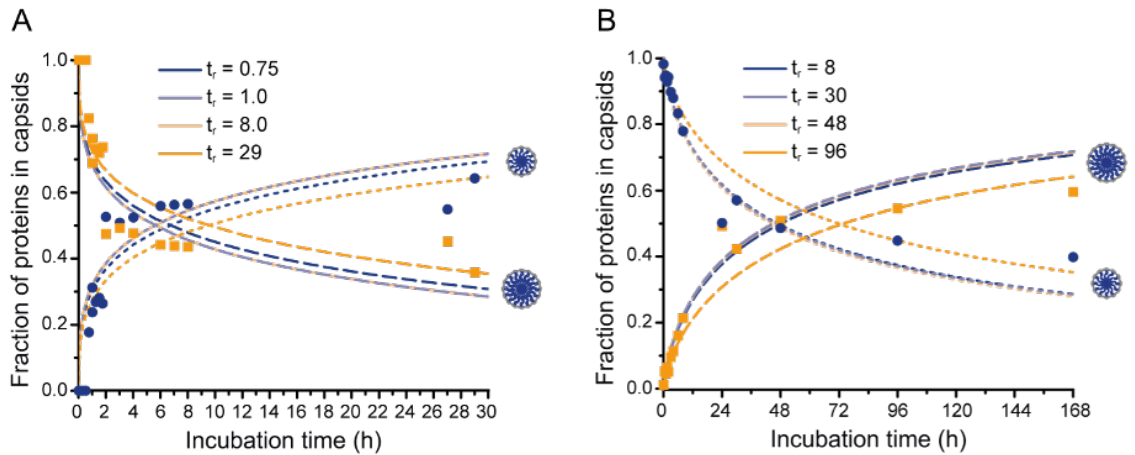 A
Fraction of proteins in capsids
1.0
0.8
0.6
0.4
0.2
0.0
tr = 0.75
tr = 1.0
tr = 8.0
tr = 29
0 2 4 6 8 10 12 14 16 18 20 22 24 26 28 30
Incubation time (h)
B
Fraction of proteins in capsids
1.0
0.8
0.6
0.4
0.2
0.0
tr = 8
tr = 30
tr = 48
tr = 96
0 24 48 72 96 120 144 168
Incubation time (h)